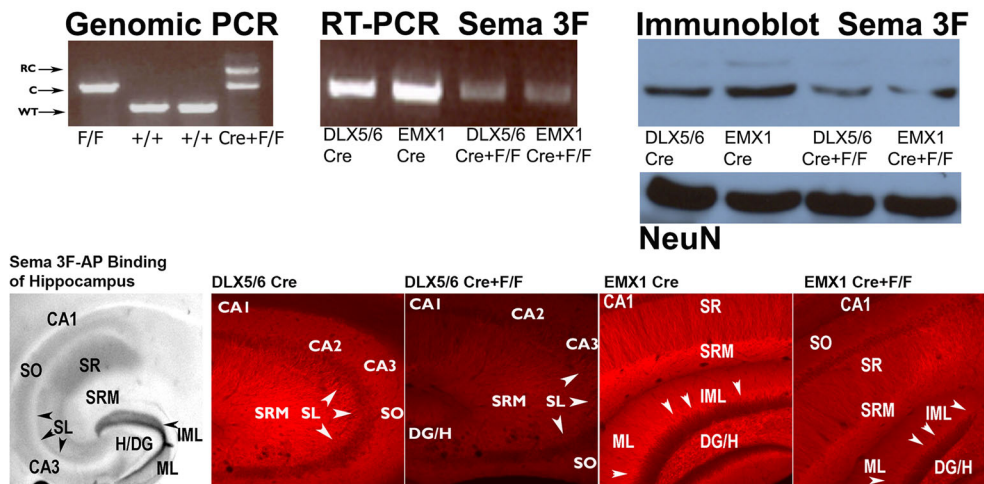 Genomic PCR
RC
C
WT
F/F +/+ +/+ Cre+F/F
RT-PCR Sema 3F
DLX5/6 EMX1 DLX5/6 EMX1
Cre Cre Cre+F/F Cre+F/F
Immunoblot Sema 3F
DLX5/6 EMX1 DLX5/6 EMX1
Cre Cre Cre+F/F Cre+F/F
NeuN
Sema 3F-AP Binding
of Hippocampus
CA1
SO
SR
SRM
SL
H/DG
IML
ML
CA3
DLX5/6 Cre
CA1
CA2
CA3
SRM SL SO
DLX5/6 Cre+F/F
CA1
CA2
CA3
SRM SL
DG/H
SO
EMX1 Cre
CA1
SR
SRM
IML
ML
DG/H
EMX1 Cre+F/F
CA1
SO
SR
SRM
IML
ML
DG/H